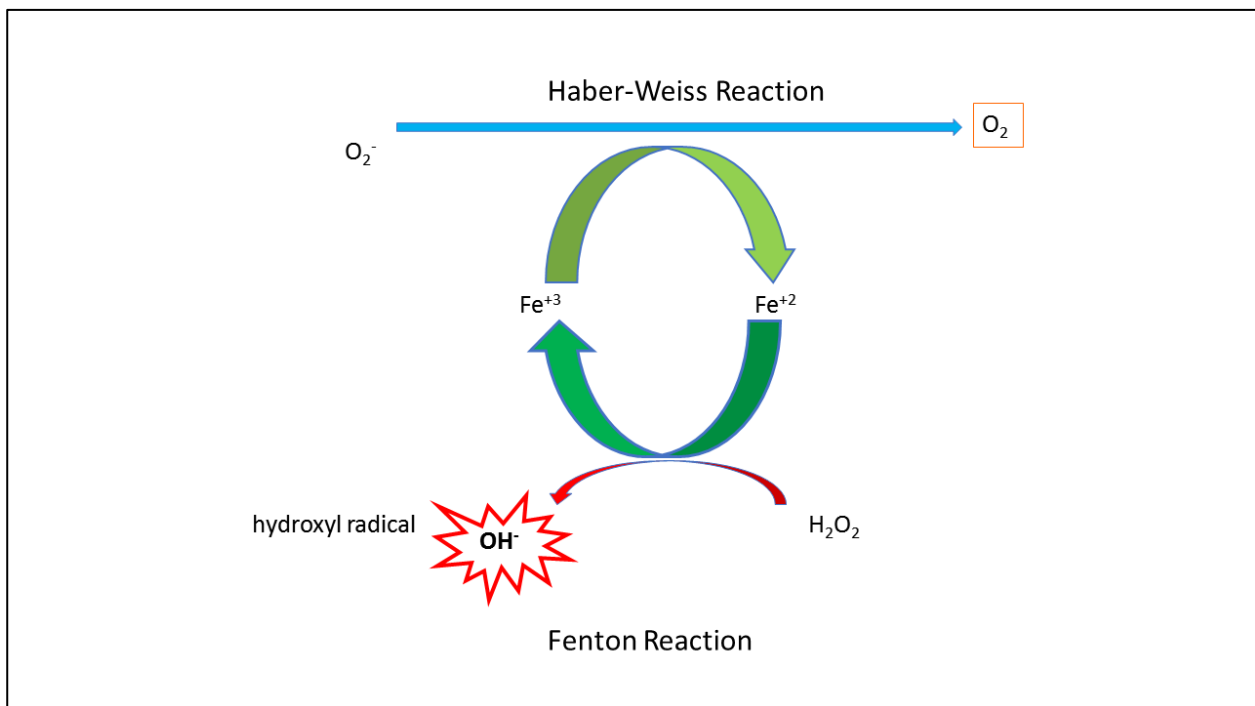 Haber-Weiss Reaction
O₂⁻
O₂
Fe⁺³
Fe⁺²
hydroxyl radical
OH⁻
H₂O₂
Fenton Reaction